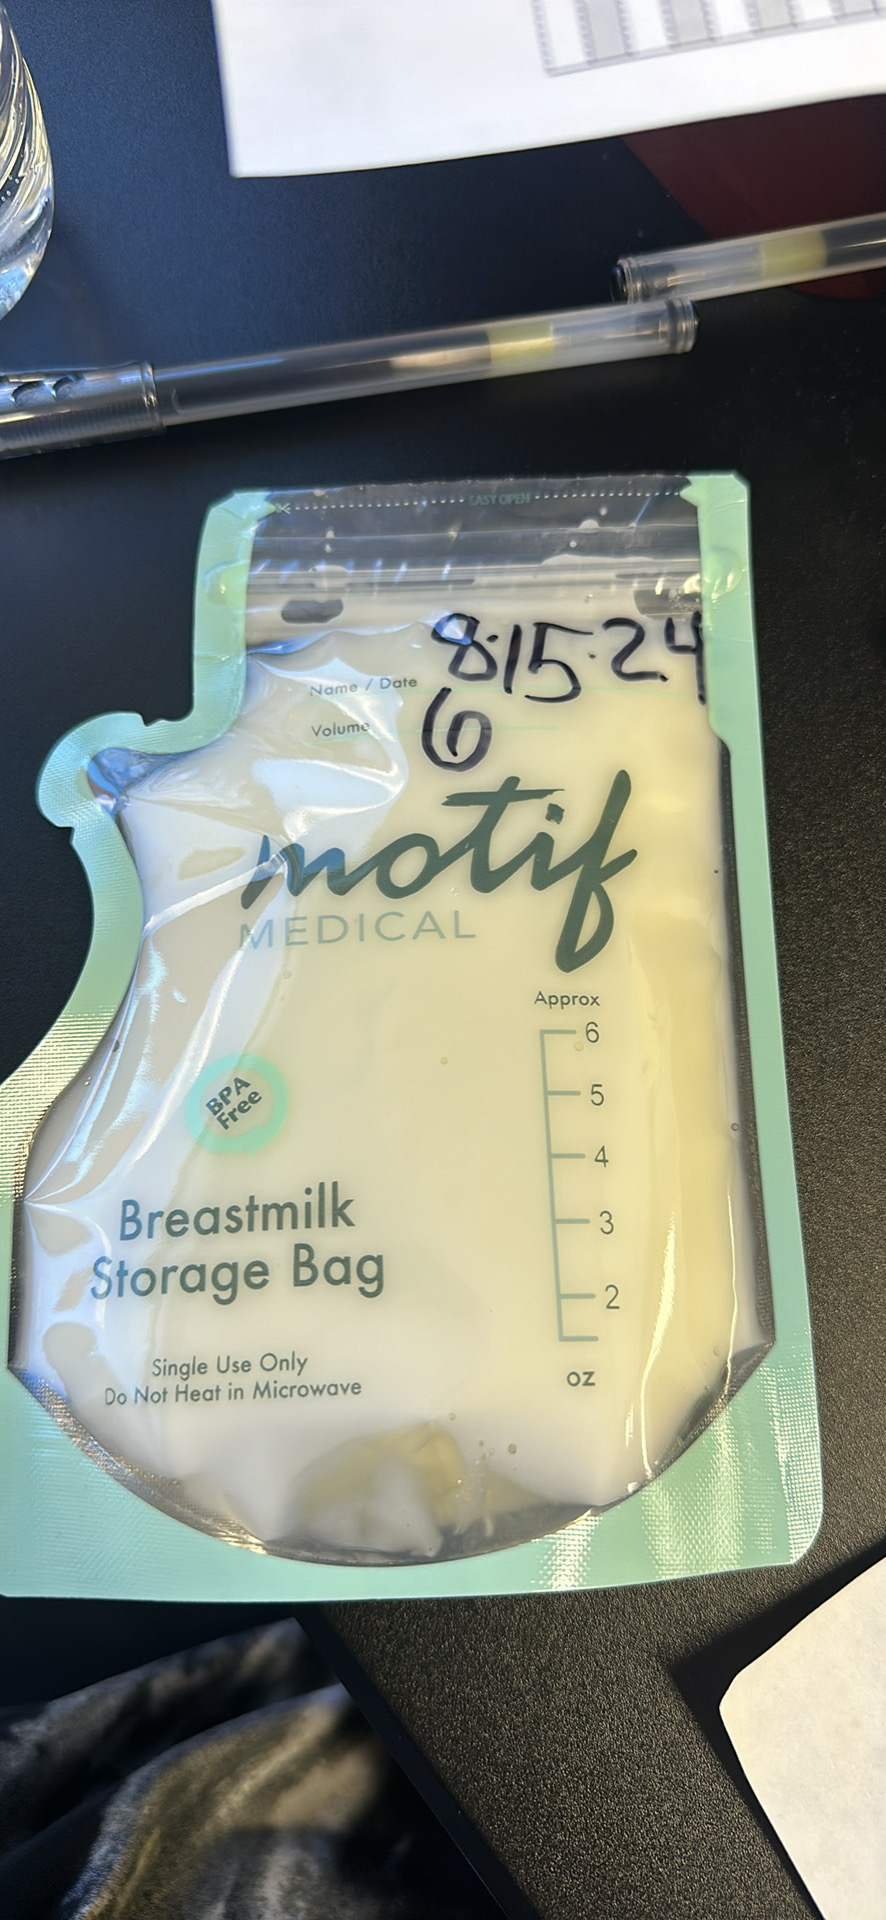 EASY OPEN
Name / Date 8·15·24
Volume 6
motif
MEDICAL
Approx
6
5
4
3
2
oz
BPA
Free
Breastmilk
Storage Bag
Single Use Only
Do Not Heat in Microwave